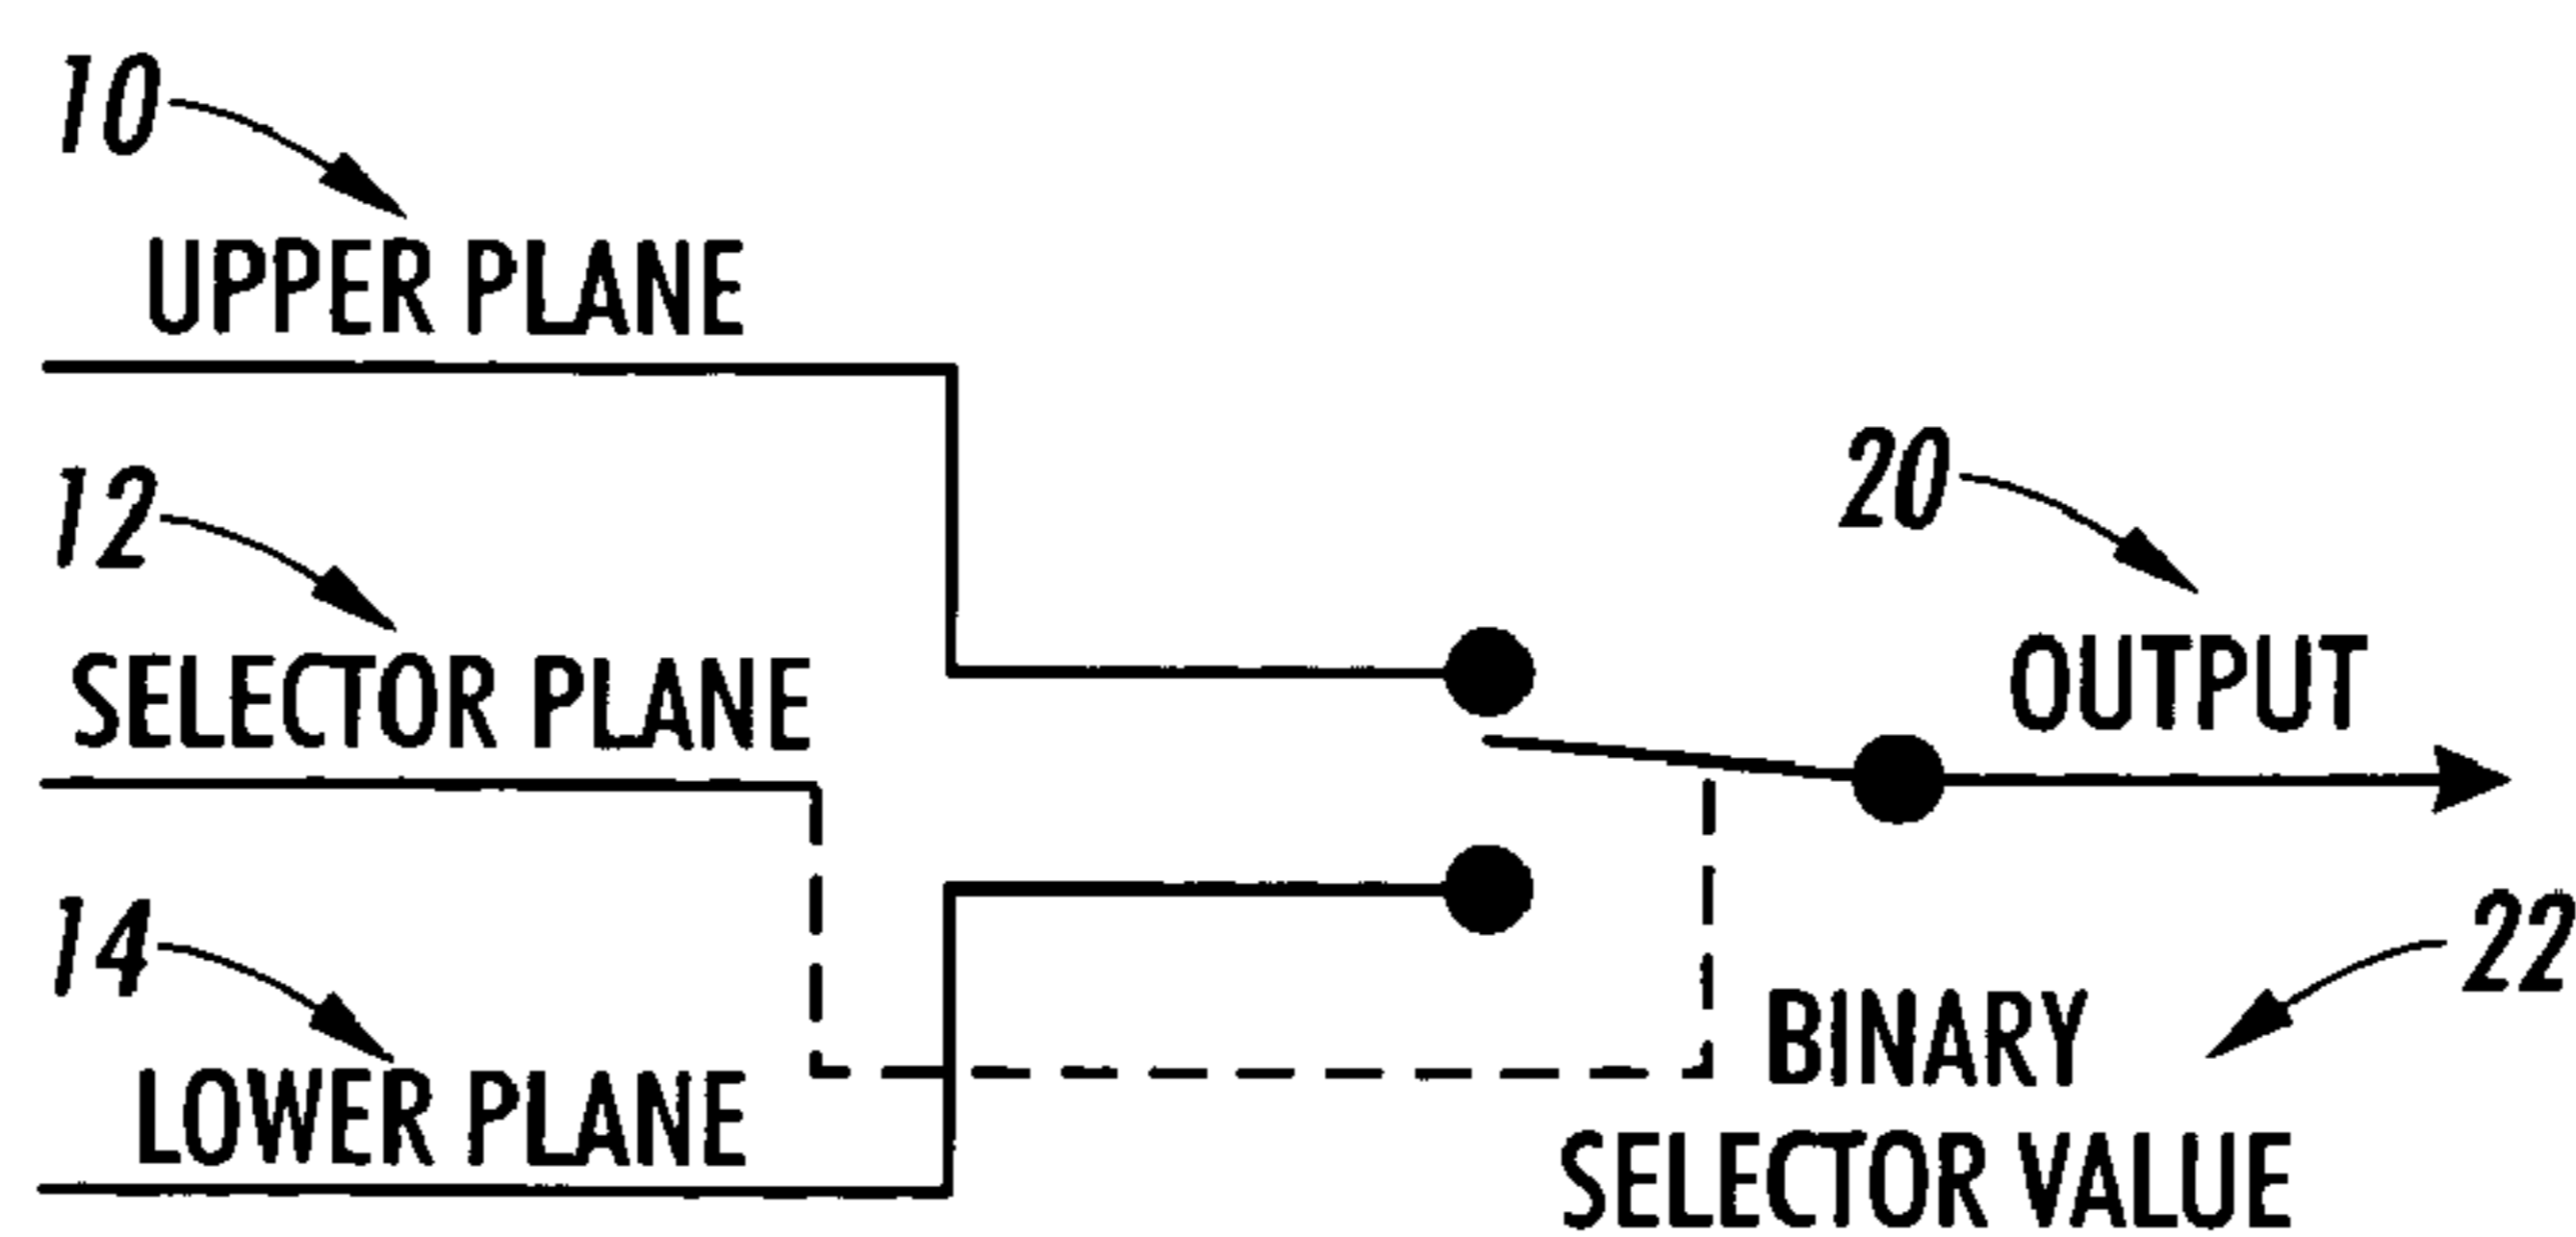 10
UPPER PLANE
12
SELECTOR PLANE
20
OUTPUT
14
LOWER PLANE
22
BINARY
SELECTOR VALUE